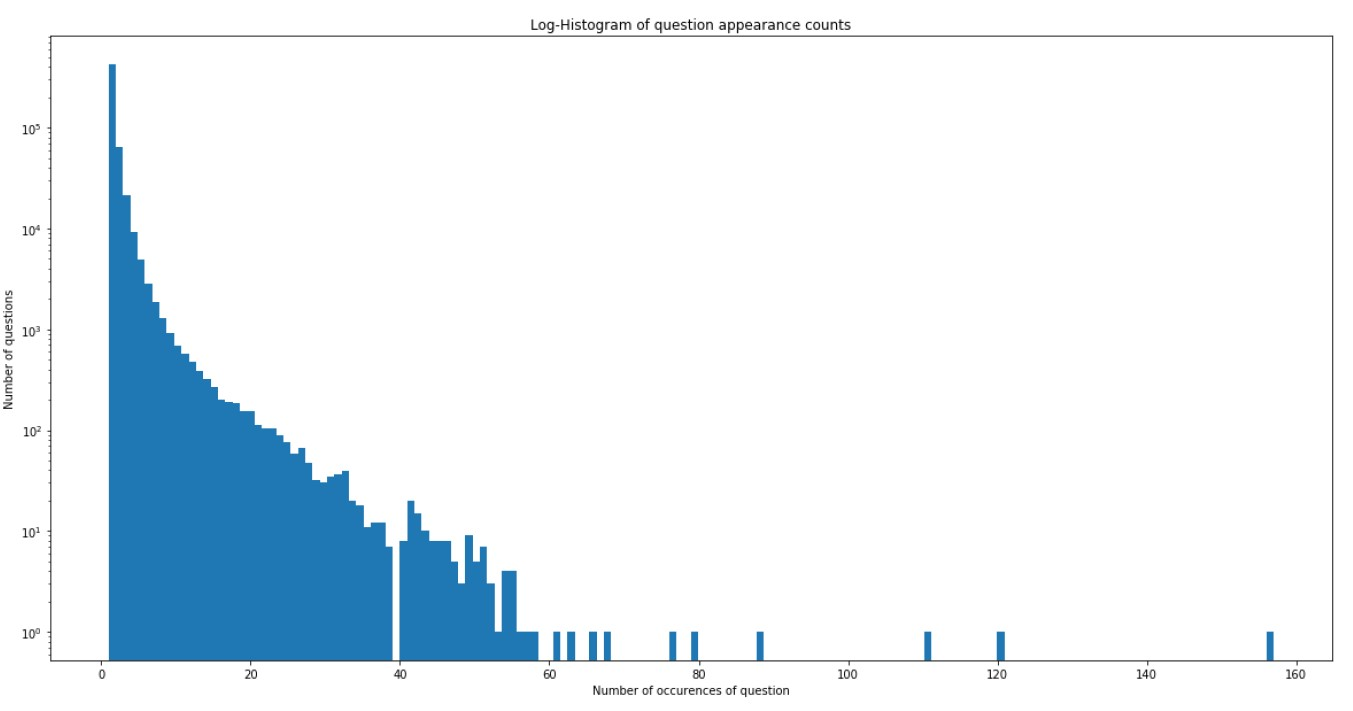 Log-Histogram of question appearance counts
10⁵
10⁴
10³
10²
10¹
10⁰
Number of questions
0 20 40 60 80 100 120 140 160
Number of occurences of question